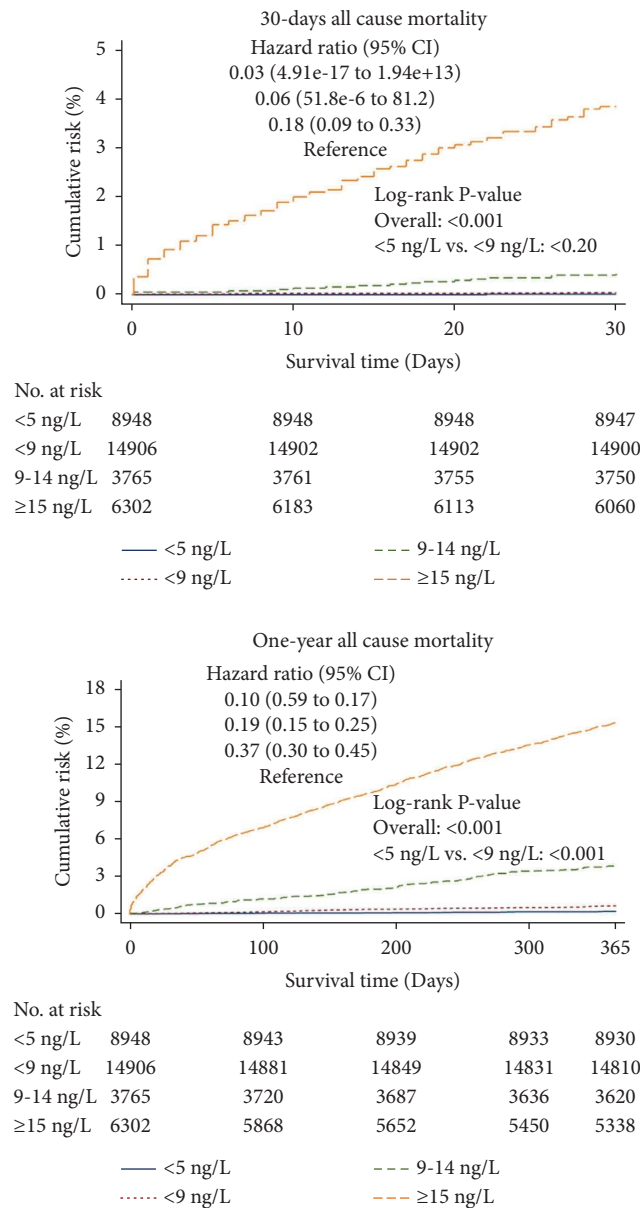 30-days all cause mortality
Hazard ratio (95% CI)
0.03 (4.91e-17 to 1.94e+13)
0.06 (51.8e-6 to 81.2)
0.18 (0.09 to 0.33)
Reference
Log-rank P-value
Overall: <0.001
<5 ng/L vs. <9 ng/L: <0.20
Cumulative risk (%)
5
4
3
2
1
0
0 10 20 30
Survival time (Days)
No. at risk
<5 ng/L 8948 8948 8948 8947
<9 ng/L 14906 14902 14902 14900
9-14 ng/L 3765 3761 3755 3750
≥15 ng/L 6302 6183 6113 6060
<5 ng/L 9-14 ng/L
<9 ng/L ≥15 ng/L
One-year all cause mortality
Hazard ratio (95% CI)
0.10 (0.59 to 0.17)
0.19 (0.15 to 0.25)
0.37 (0.30 to 0.45)
Reference
Log-rank P-value
Overall: <0.001
<5 ng/L vs. <9 ng/L: <0.001
Cumulative risk (%)
18
15
12
9
6
3
0
0 100 200 300 365
Survival time (Days)
No. at risk
<5 ng/L 8948 8943 8939 8933 8930
<9 ng/L 14906 14881 14849 14831 14810
9-14 ng/L 3765 3720 3687 3636 3620
≥15 ng/L 6302 5868 5652 5450 5338
<5 ng/L 9-14 ng/L
<9 ng/L ≥15 ng/L